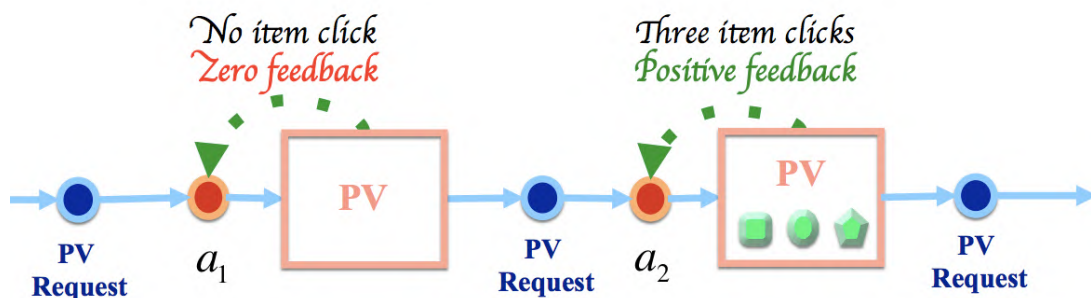 No item click
Zero feedback
PV
Request
a1
PV
PV
Request
Three item clicks
Positive feedback
a2
PV
PV
Request